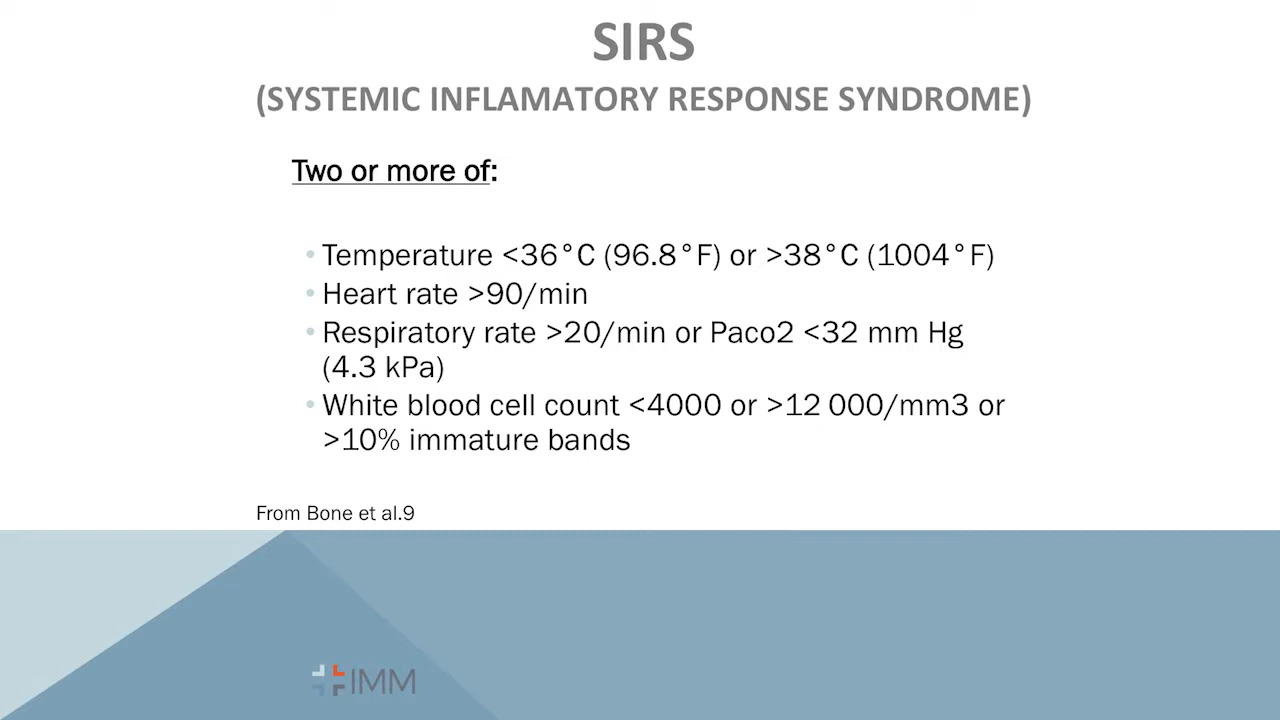 SIRS
(SYSTEMIC INFLAMATORY RESPONSE SYNDROME)
Two or more of:
• Temperature <36°C (96.8°F) or >38°C (1004°F)
• Heart rate >90/min
• Respiratory rate >20/min or Paco2 <32 mm Hg
(4.3 kPa)
• White blood cell count <4000 or >12 000/mm3 or
>10% immature bands
From Bone et al.9
IMM